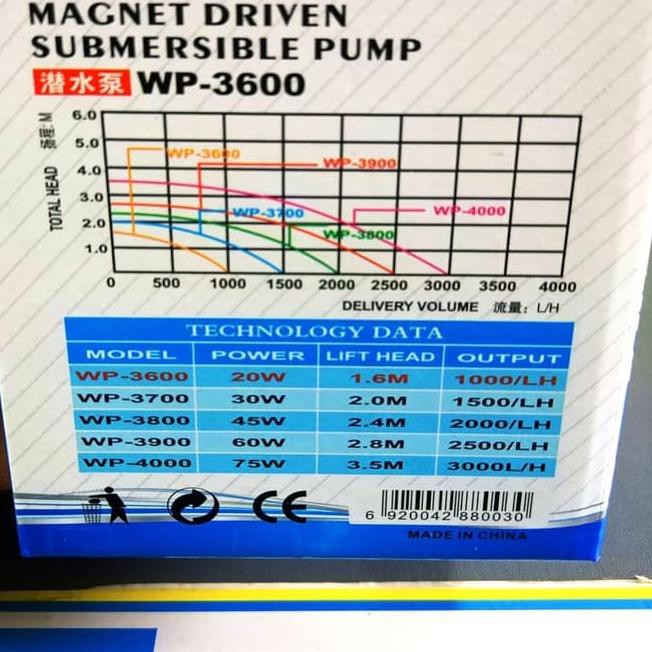 MAGNET DRIVEN
SUBMERSIBLE PUMP
潜水泵 WP-3600
扬程: M
TOTAL HEAD
6.0
5.0
4.0
3.0
2.0
1.0
WP-3600
WP-3900
WP-3700
WP-4000
WP-3800
0 500 1000 1500 2000 2500 3000 3500 4000
DELIVERY VOLUME 流量: L/H
TECHNOLOGY DATA
MODEL POWER LIFT HEAD OUTPUT
WP-3600 20W 1.6M 1000/LH
WP-3700 30W 2.0M 1500/LH
WP-3800 45W 2.4M 2000/LH
WP-3900 60W 2.8M 2500/LH
WP-4000 75W 3.5M 3000L/H
CE
6 920042 880030
MADE IN CHINA